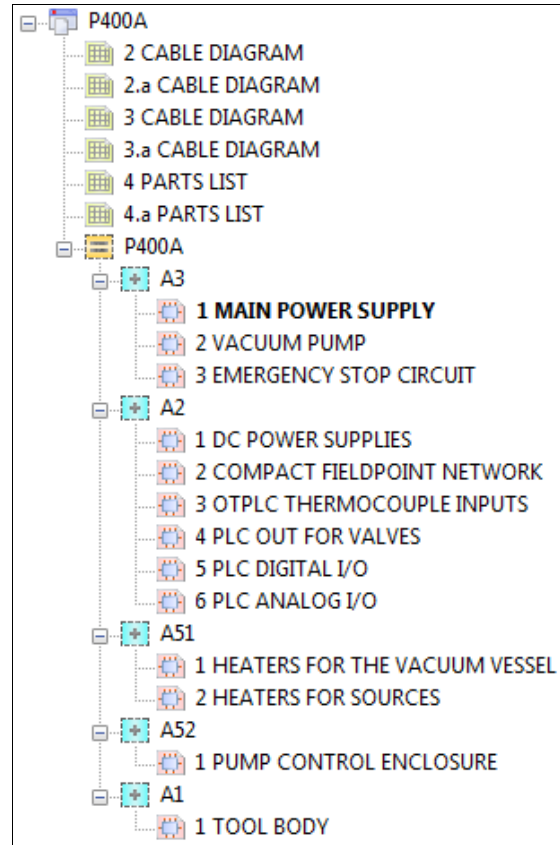 P400A
2 CABLE DIAGRAM
2.a CABLE DIAGRAM
3 CABLE DIAGRAM
3.a CABLE DIAGRAM
4 PARTS LIST
4.a PARTS LIST
P400A
A3
1 MAIN POWER SUPPLY
2 VACUUM PUMP
3 EMERGENCY STOP CIRCUIT
A2
1 DC POWER SUPPLIES
2 COMPACT FIELDPOINT NETWORK
3 OTPLC THERMOCOUPLE INPUTS
4 PLC OUT FOR VALVES
5 PLC DIGITAL I/O
6 PLC ANALOG I/O
A51
1 HEATERS FOR THE VACUUM VESSEL
2 HEATERS FOR SOURCES
A52
1 PUMP CONTROL ENCLOSURE
A1
1 TOOL BODY